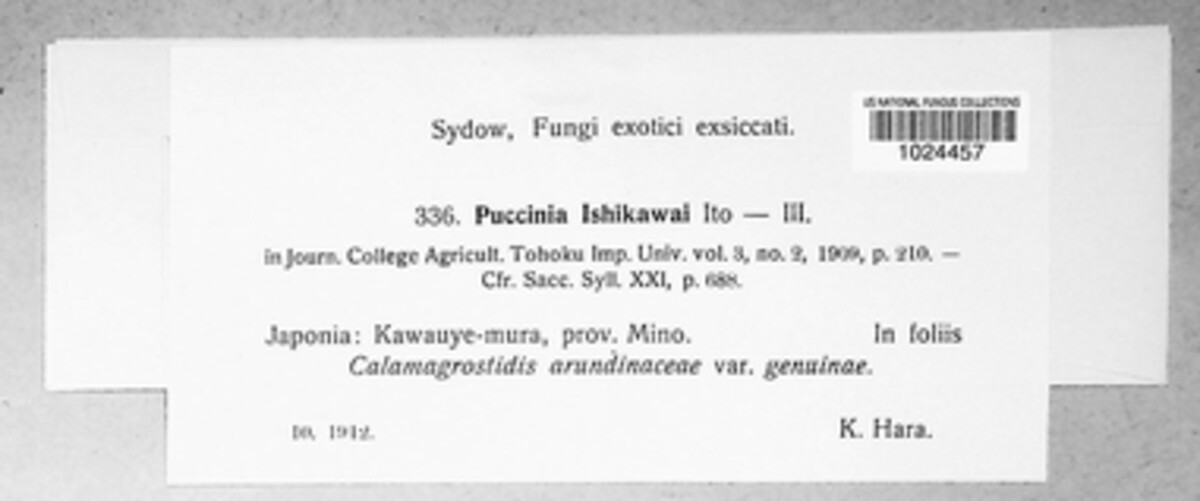 Sydow, Fungi exotici exsiccati.
US NATIONAL FUNGUS COLLECTIONS
1024457
336. Puccinia Ishikawai Ito — III.
in Journ. College Agricult. Tohoku Imp. Univ. vol. 3, no. 2, 1909, p. 210. —
Cfr. Sacc. Syll. XXI, p. 688.
Japonia: Kawauye-mura, prov. Mino. In foliis
Calamagrostidis arundinaceae var. genuinae.
10. 1912. K. Hara.